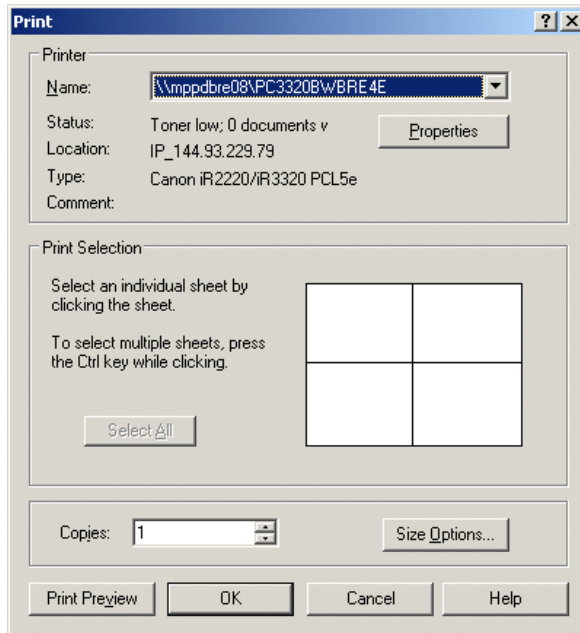 Print
Printer
Name: \\mppdbre08\PC3320BWBRE4E
Status: Toner low; 0 documents v
Properties
Location: IP_144.93.229.79
Type: Canon iR2220/iR3320 PCL5e
Comment:
Print Selection
Select an individual sheet by
clicking the sheet.
To select multiple sheets, press
the Ctrl key while clicking.
Select All
Copies: 1
Size Options...
Print Preview OK Cancel Help